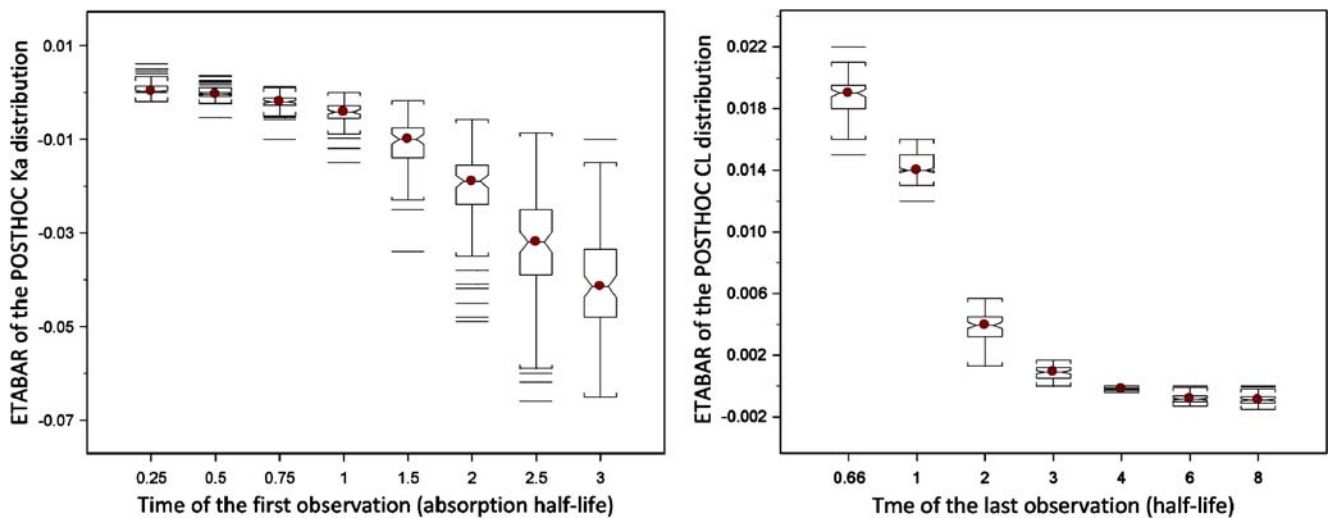 ETABAR of the POSTHOC Ka distribution
0.01
-0.01
-0.03
-0.05
-0.07
0.25 0.5 0.75 1 1.5 2 2.5 3
Time of the first observation (absorption half-life)
ETABAR of the POSTHOC CL distribution
0.022
0.018
0.014
0.010
0.006
0.002
-0.002
0.66 1 2 3 4 6 8
Tme of the last observation (half-life)